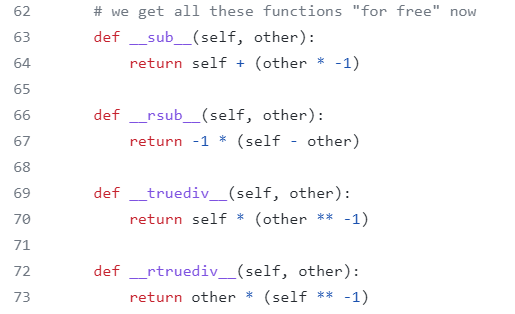 62 # we get all these functions "for free" now
63 def __sub__(self, other):
64 return self + (other * -1)
65
66 def __rsub__(self, other):
67 return -1 * (self - other)
68
69 def __truediv__(self, other):
70 return self * (other ** -1)
71
72 def __rtruediv__(self, other):
73 return other * (self ** -1)